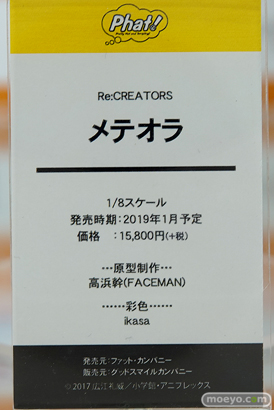 Phat!
Re:CREATORS
メテオラ
1/8スケール
発売時期：2019年1月予定
価格　：15,800円(+税)
…原型制作…
高浜幹(FACEMAN)
……彩色……
ikasa
発売元：ファット・カンパニー
販売元：グッドスマイルカンパニー
©2017 広江礼威／小学館・アニプレックス
moeyo.com